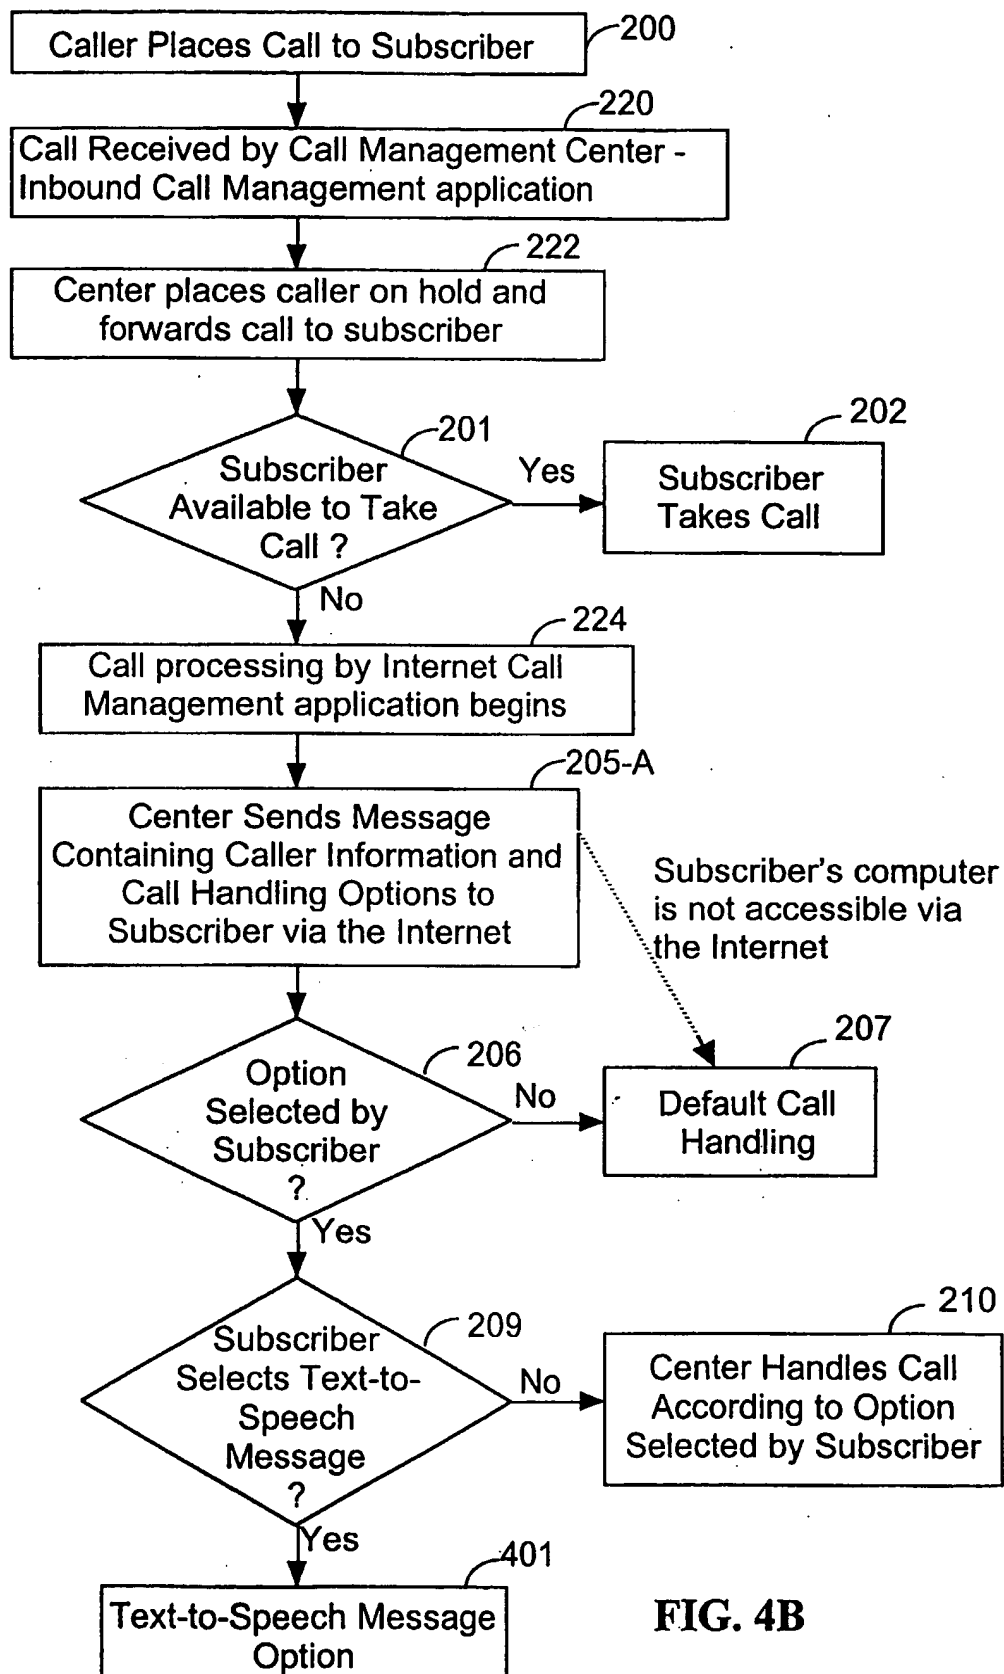 Caller Places Call to Subscriber
200
220
Call Received by Call Management Center -
Inbound Call Management application
222
Center places caller on hold and
forwards call to subscriber
201
Subscriber
Available to Take
Call ?
Yes
202
Subscriber
Takes Call
No
224
Call processing by Internet Call
Management application begins
205-A
Center Sends Message
Containing Caller Information and
Call Handling Options to
Subscriber via the Internet
Subscriber's computer
is not accessible via
the Internet
206
Option
Selected by
Subscriber
?
No
207
Default Call
Handling
Yes
209
Subscriber
Selects Text-to-
Speech
Message
?
No
210
Center Handles Call
According to Option
Selected by Subscriber
Yes
401
Text-to-Speech Message
Option
FIG. 4B